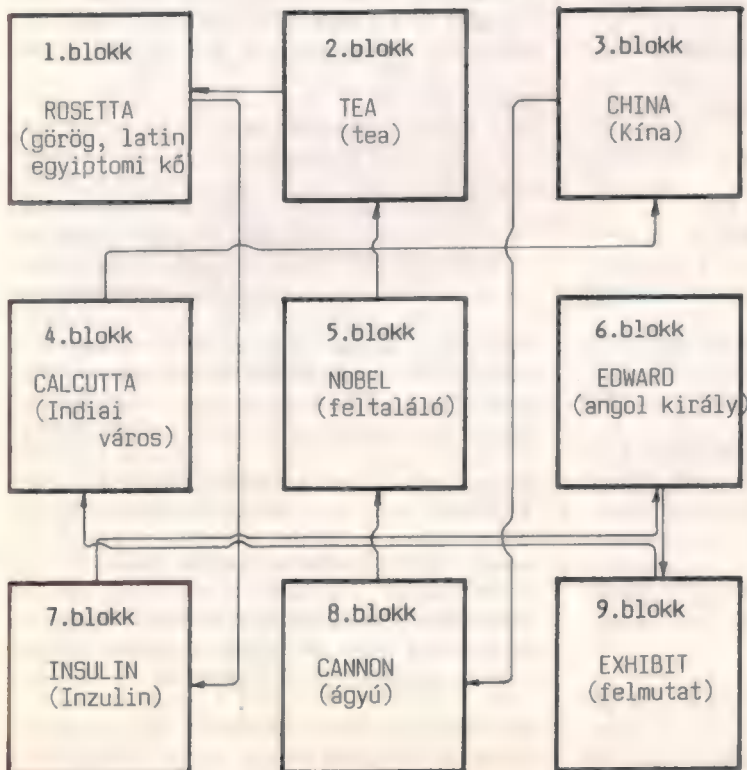 1.blokk
ROSETTA
(görög, latin
egyiptomi kő
2.blokk
TEA
(tea)
3.blokk
CHINA
(Kína)
4.blokk
CALCUTTA
(Indiai
város)
5.blokk
NOBEL
(feltaláló)
6.blokk
EDWARD
(angol király)
7.blokk
INSULIN
(Inzulin)
8.blokk
CANNON
(ágyú)
9.blokk
EXHIBIT
(felmutat)